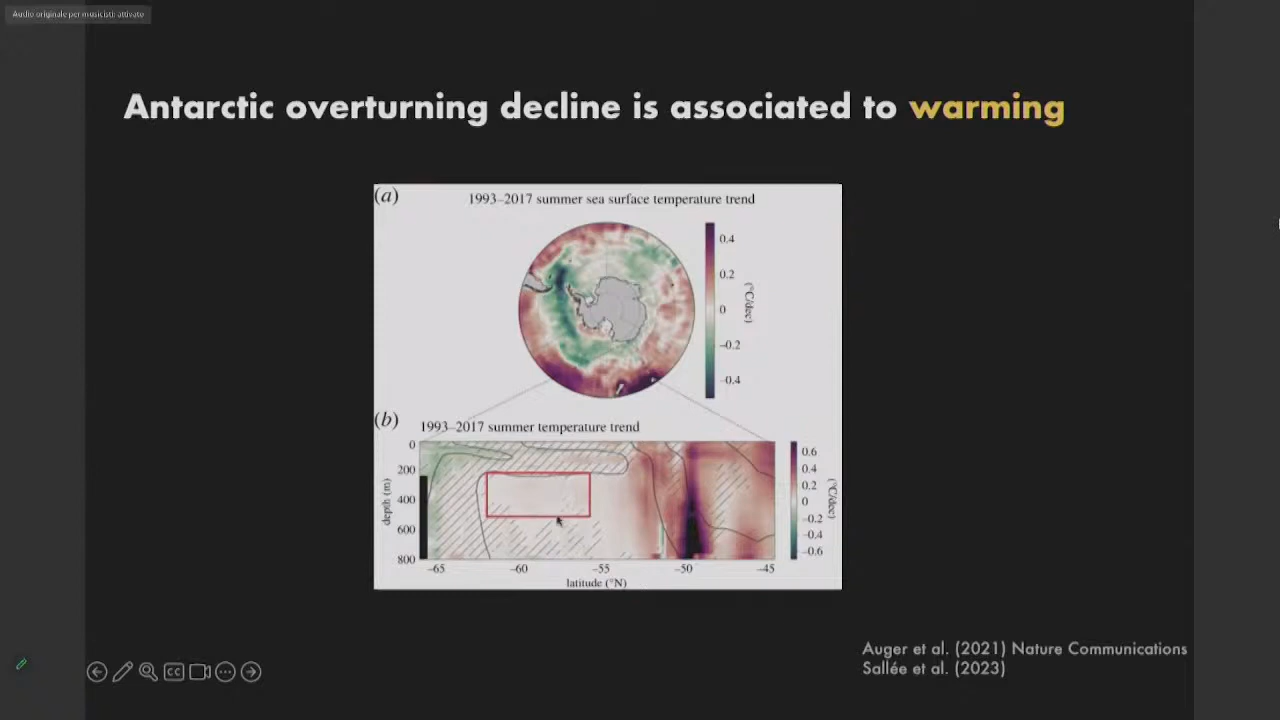 Audio originale per musicisti: attivato
Antarctic overturning decline is associated to warming
(a)
1993–2017 summer sea surface temperature trend
0.4
0.2
0
–0.2
–0.4
(°C/dec)
(b)
1993–2017 summer temperature trend
0
200
400
600
800
depth (m)
–65
–60
–55
–50
–45
latitude (°N)
0.6
0.4
0.2
0
–0.2
–0.4
–0.6
(°C/dec)
Auger et al. (2021) Nature Communications
Sallée et al. (2023)
CC